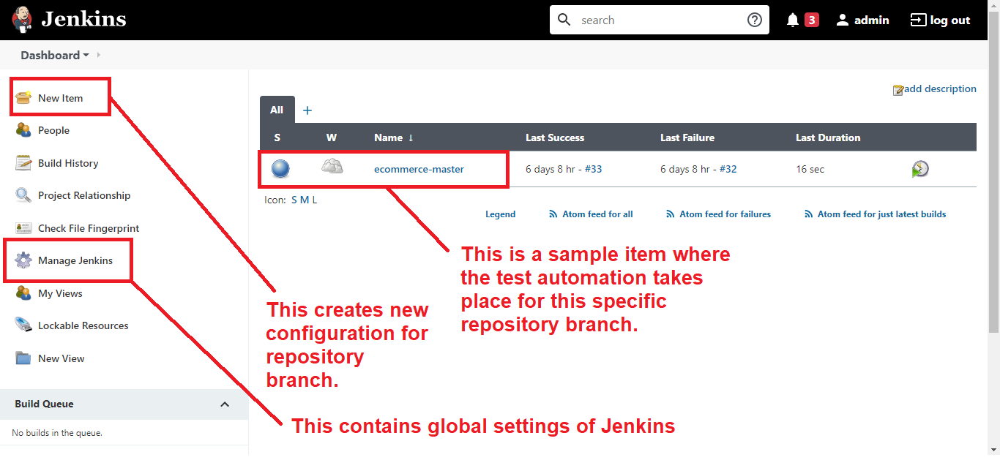 Jenkins
search
3
admin
log out
Dashboard
New Item
People
Build History
Project Relationship
Check File Fingerprint
Manage Jenkins
My Views
Lockable Resources
New View
Build Queue
No builds in the queue.
add description
All +
S W Name ↓ Last Success Last Failure Last Duration
ecommerce-master 6 days 8 hr - #33 6 days 8 hr - #32 16 sec
Icon: S M L
Legend Atom feed for all Atom feed for failures Atom feed for just latest builds
This is a sample item where
the test automation takes
place for this specific
repository branch.
This creates new
configuration for
repository
branch.
This contains global settings of Jenkins